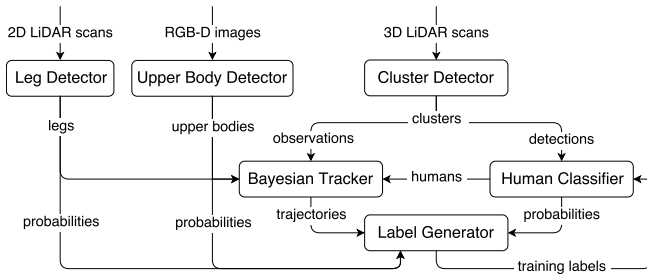 2D LiDAR scans
RGB-D images
3D LiDAR scans
Leg Detector
Upper Body Detector
Cluster Detector
legs
upper bodies
clusters
observations
detections
Bayesian Tracker
humans
Human Classifier
probabilities
probabilities
trajectories
probabilities
Label Generator
training labels